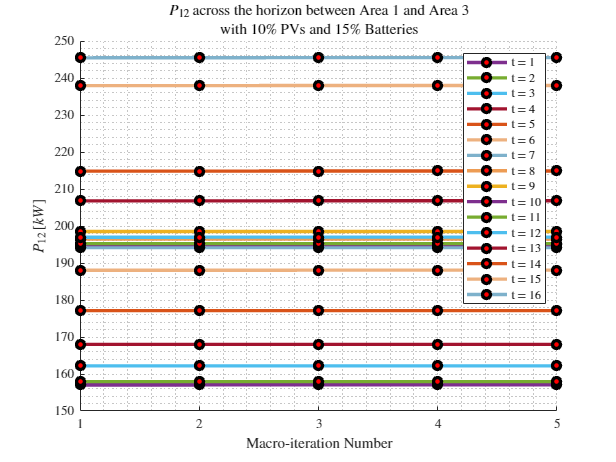 P12 across the horizon between Area 1 and Area 3
with 10% PVs and 15% Batteries
250
240
230
220
210
200
190
180
170
160
150
P12 [kW]
1
2
3
4
5
Macro-iteration Number
t = 1
t = 2
t = 3
t = 4
t = 5
t = 6
t = 7
t = 8
t = 9
t = 10
t = 11
t = 12
t = 13
t = 14
t = 15
t = 16